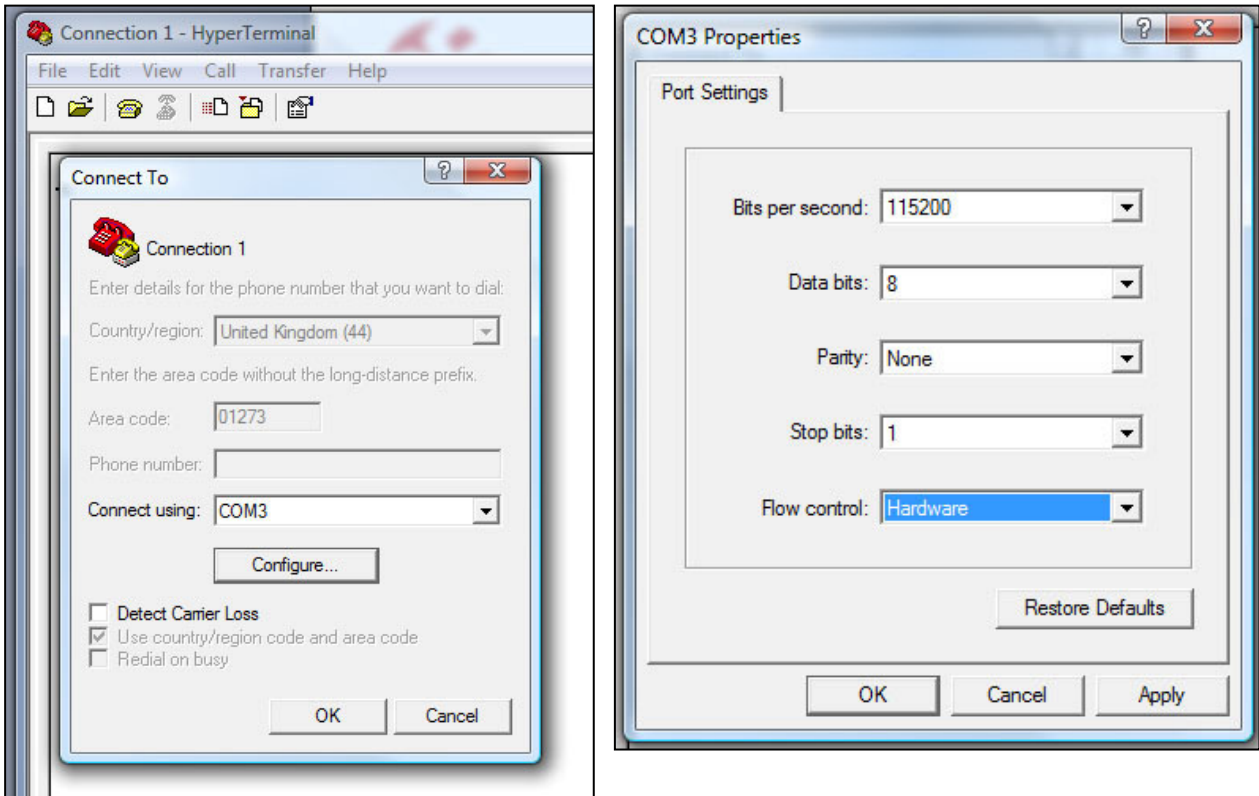 Connection 1 - HyperTerminal
File Edit View Call Transfer Help
Connect To
Connection 1
Enter details for the phone number that you want to dial:
Country/region: United Kingdom (44)
Enter the area code without the long-distance prefix.
Area code: 01273
Phone number:
Connect using: COM3
Configure...
Detect Carrier Loss
Use country/region code and area code
Redial on busy
OK Cancel
COM3 Properties
Port Settings
Bits per second: 115200
Data bits: 8
Parity: None
Stop bits: 1
Flow control: Hardware
Restore Defaults
OK Cancel Apply